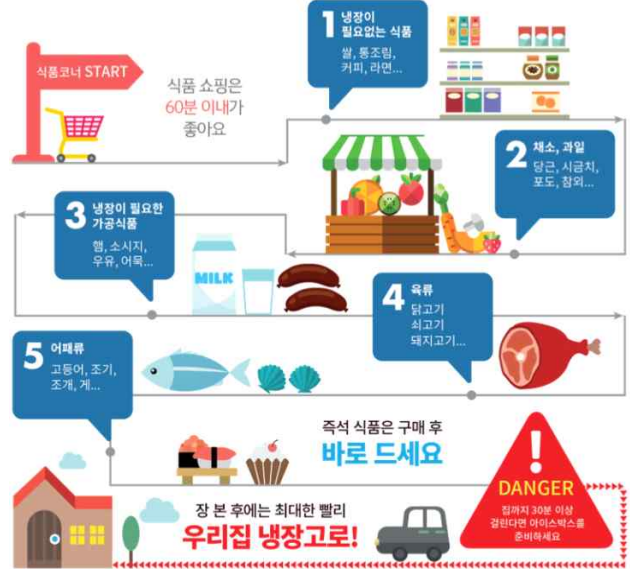 식품코너 START
식품 쇼핑은
60분 이내가
좋아요
1 냉장이
필요없는 식품
쌀, 통조림,
커피, 라면...
2 채소, 과일
당근, 시금치,
포도, 참외...
3 냉장이 필요한
가공식품
햄, 소시지,
우유, 어묵...
MILK
4 육류
닭고기
쇠고기
돼지고기...
5 어패류
고등어, 조기,
조개, 게...
즉석 식품은 구매 후
바로 드세요
!
DANGER
집까지 30분 이상
걸린다면 아이스박스를
준비하세요
장 본 후에는 최대한 빨리
우리집 냉장고로!